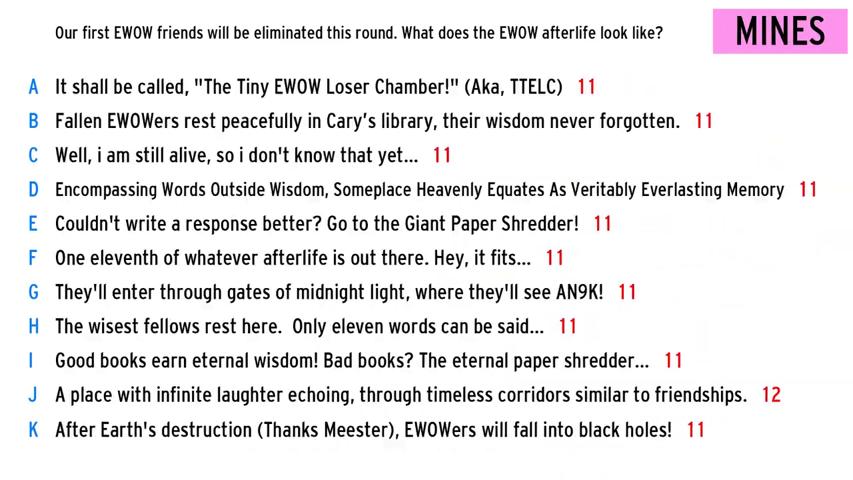 Our first EWOW friends will be eliminated this round. What does the EWOW afterlife look like?
MINES
A It shall be called, "The Tiny EWOW Loser Chamber!" (Aka, TTELC) 11
B Fallen EWOWers rest peacefully in Cary's library, their wisdom never forgotten. 11
C Well, i am still alive, so i don't know that yet... 11
D Encompassing Words Outside Wisdom, Someplace Heavenly Equates As Veritably Everlasting Memory 11
E Couldn't write a response better? Go to the Giant Paper Shredder! 11
F One eleventh of whatever afterlife is out there. Hey, it fits... 11
G They'll enter through gates of midnight light, where they'll see AN9K! 11
H The wisest fellows rest here.  Only eleven words can be said... 11
I Good books earn eternal wisdom! Bad books? The eternal paper shredder... 11
J A place with infinite laughter echoing, through timeless corridors similar to friendships. 12
K After Earth's destruction (Thanks Meester), EWOWers will fall into black holes! 11